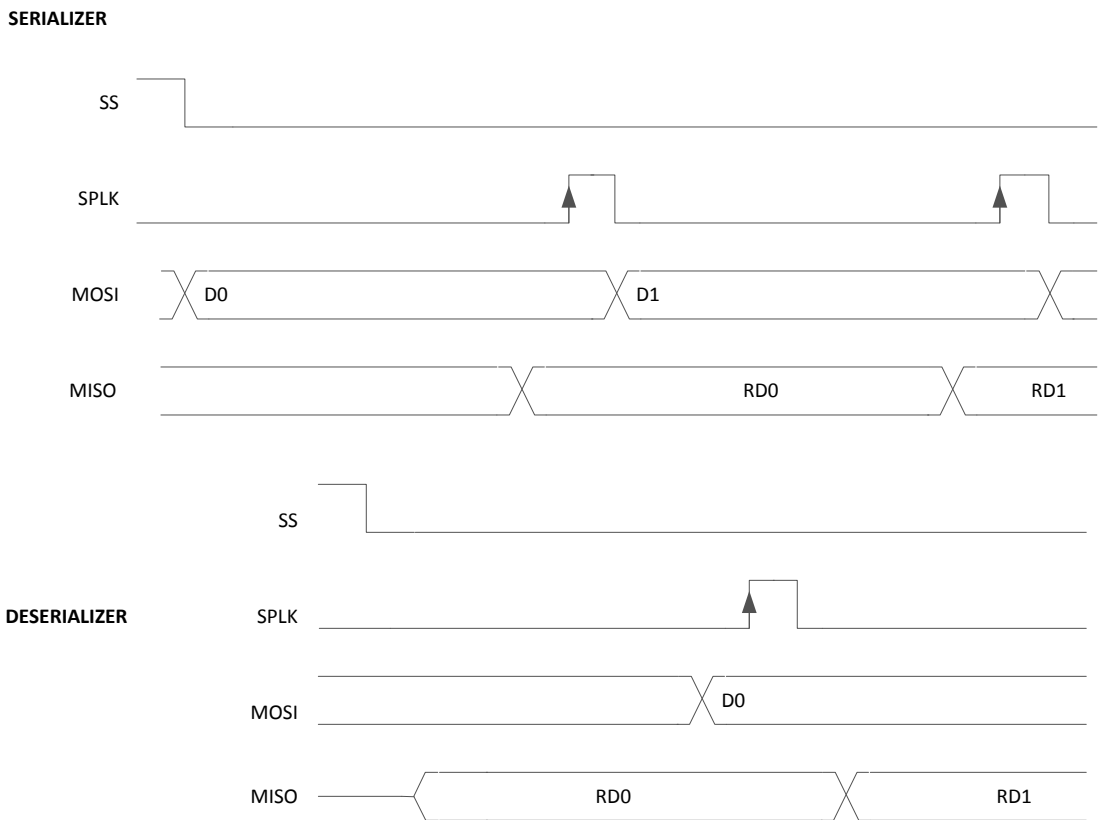 SERIALIZER
SS
SPLK
MOSI D0 D1
MISO RD0 RD1
SS
DESERIALIZER SPLK
MOSI D0
MISO RD0 RD1